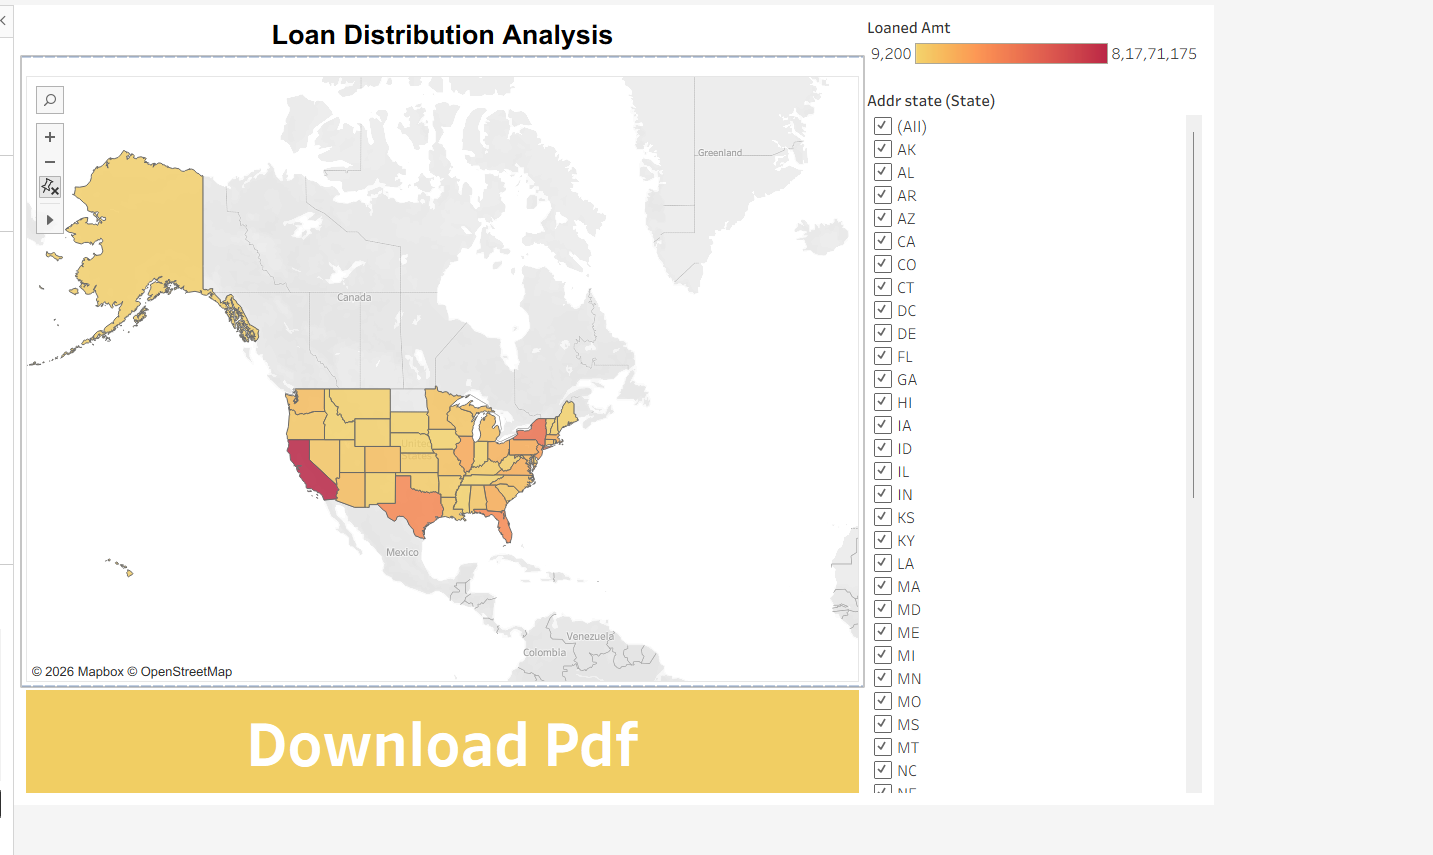 Loan Distribution Analysis
Loaned Amt
9,200
8,17,71,175
Addr state (State)
(All)
AK
AL
AR
AZ
CA
CO
CT
DC
DE
FL
GA
HI
IA
ID
IL
IN
KS
KY
LA
MA
MD
ME
MI
MN
MO
MS
MT
NC
Greenland
Canada
United
Mexico
Venezuela
Colombia
© 2026 Mapbox © OpenStreetMap
Download Pdf